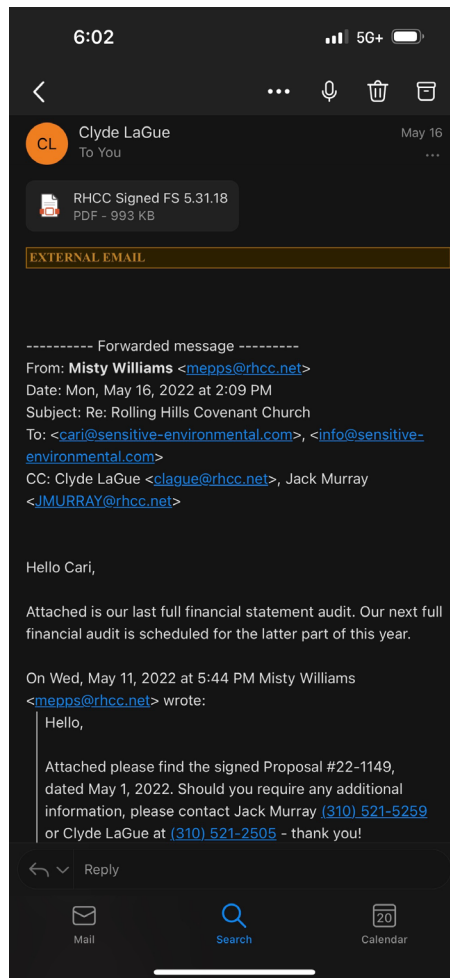 6:02
5G+
CL
Clyde LaGue
May 16
To You
RHCC Signed FS 5.31.18
PDF - 993 KB
EXTERNAL EMAIL
---------- Forwarded message ---------
From: Misty Williams <mepps@rhcc.net>
Date: Mon, May 16, 2022 at 2:09 PM
Subject: Re: Rolling Hills Covenant Church
To: <cari@sensitive-environmental.com>, <info@sensitive-
environmental.com>
CC: Clyde LaGue <clague@rhcc.net>, Jack Murray
<JMURRAY@rhcc.net>
Hello Cari,
Attached is our last full financial statement audit. Our next full
financial audit is scheduled for the latter part of this year.
On Wed, May 11, 2022 at 5:44 PM Misty Williams
<mepps@rhcc.net> wrote:
Hello,
Attached please find the signed Proposal #22-1149,
dated May 1, 2022. Should you require any additional
information, please contact Jack Murray (310) 521-5259
or Clyde LaGue at (310) 521-2505 - thank you!
Reply
20
Mail
Search
Calendar